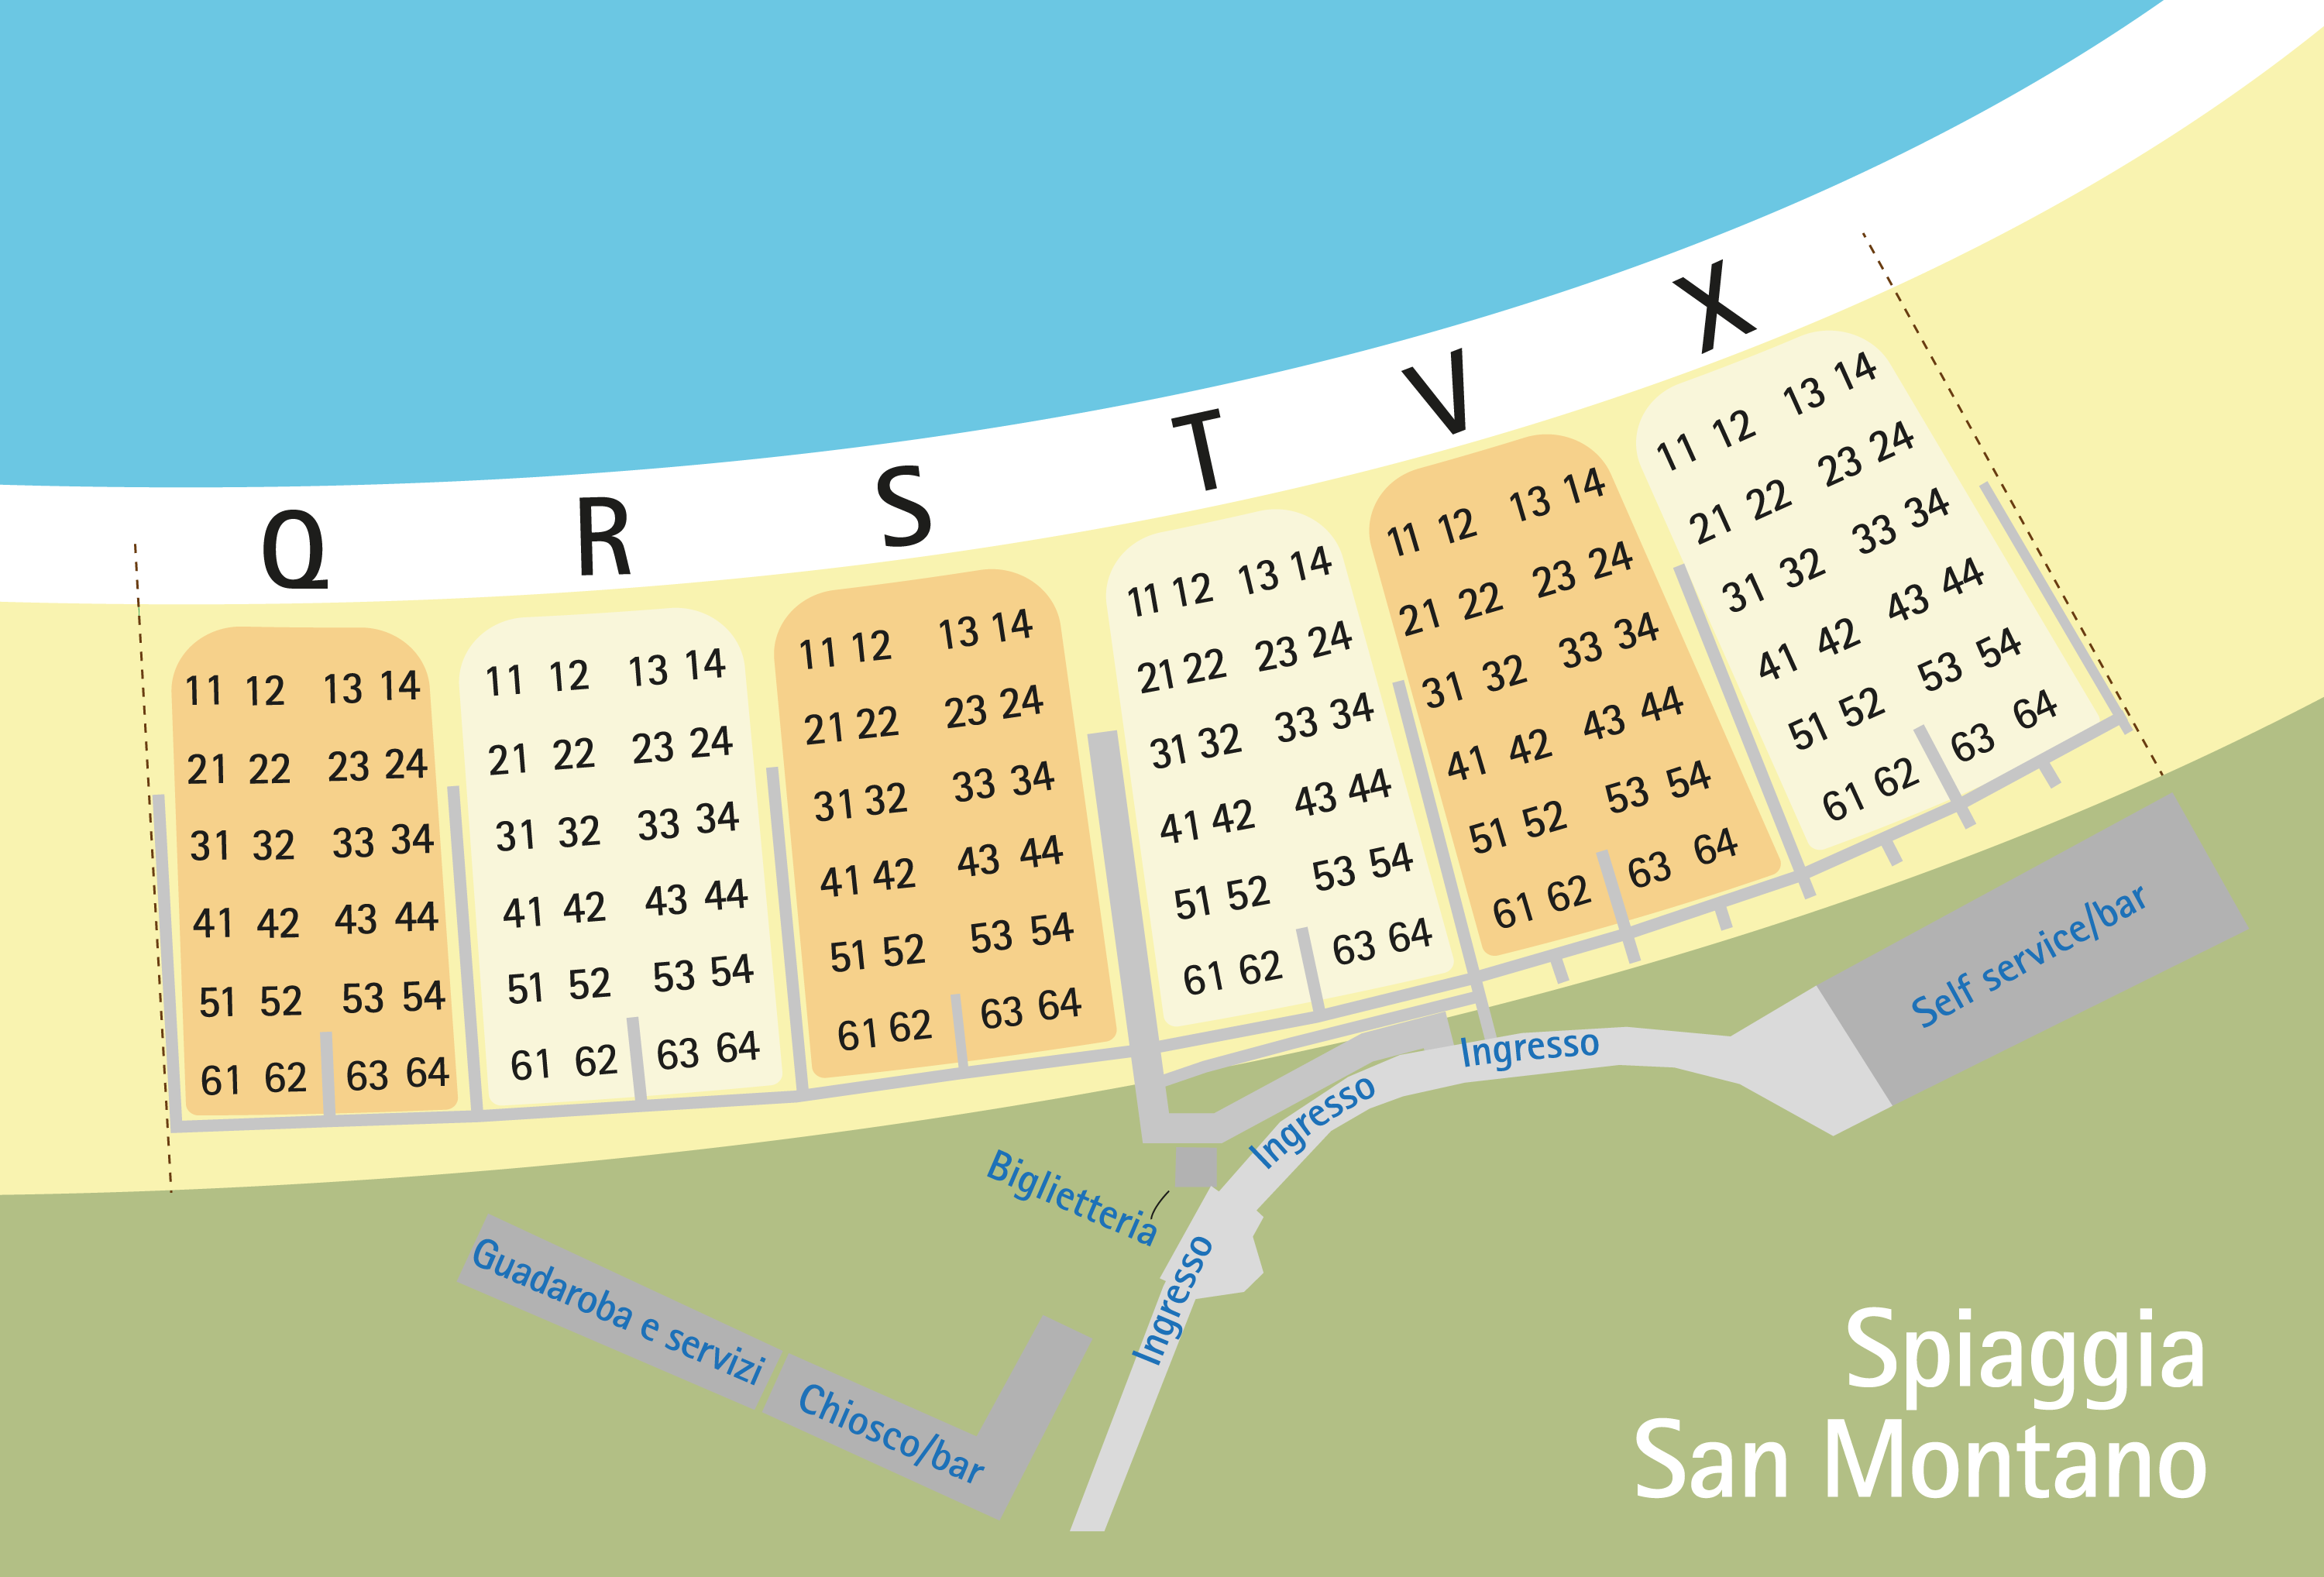 Q R S T V X
11 12 13 14
21 22 23 24
31 32 33 34
41 42 43 44
51 52 53 54
61 62 63 64
11 12 13 14
21 22 23 24
31 32 33 34
41 42 43 44
51 52 53 54
61 62 63 64
11 12 13 14
21 22 23 24
31 32 33 34
41 42 43 44
51 52 53 54
61 62 63 64
11 12 13 14
21 22 23 24
31 32 33 34
41 42 43 44
51 52 53 54
61 62 63 64
11 12 13 14
21 22 23 24
31 32 33 34
41 42 43 44
51 52 53 54
61 62 63 64
11 12 13 14
21 22 23 24
31 32 33 34
41 42 43 44
51 52 53 54
61 62 63 64
Self service/bar
Ingresso
Ingresso
Biglietteria
Ingresso
Guadaroba e servizi
Chiosco/bar
Spiaggia
San Montano